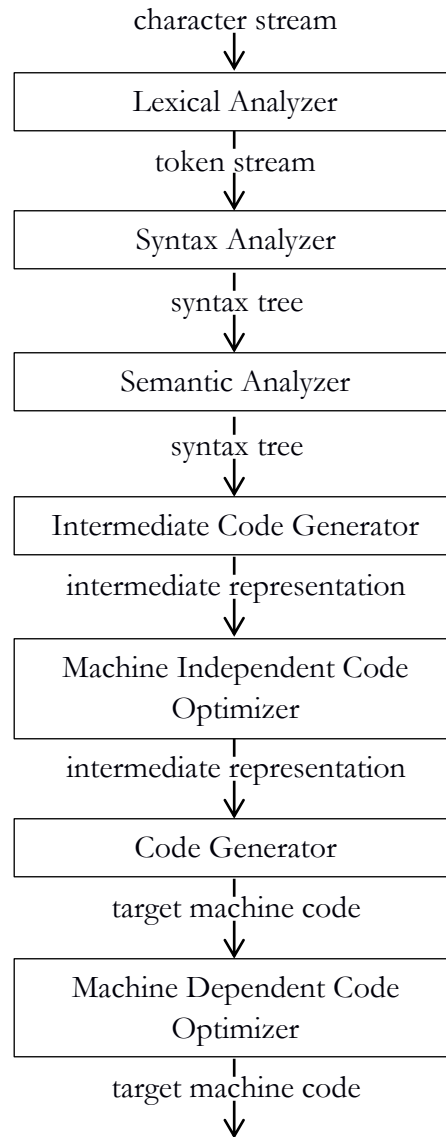 character stream
Lexical Analyzer
token stream
Syntax Analyzer
syntax tree
Semantic Analyzer
syntax tree
Intermediate Code Generator
intermediate representation
Machine Independent Code
Optimizer
intermediate representation
Code Generator
target machine code
Machine Dependent Code
Optimizer
target machine code